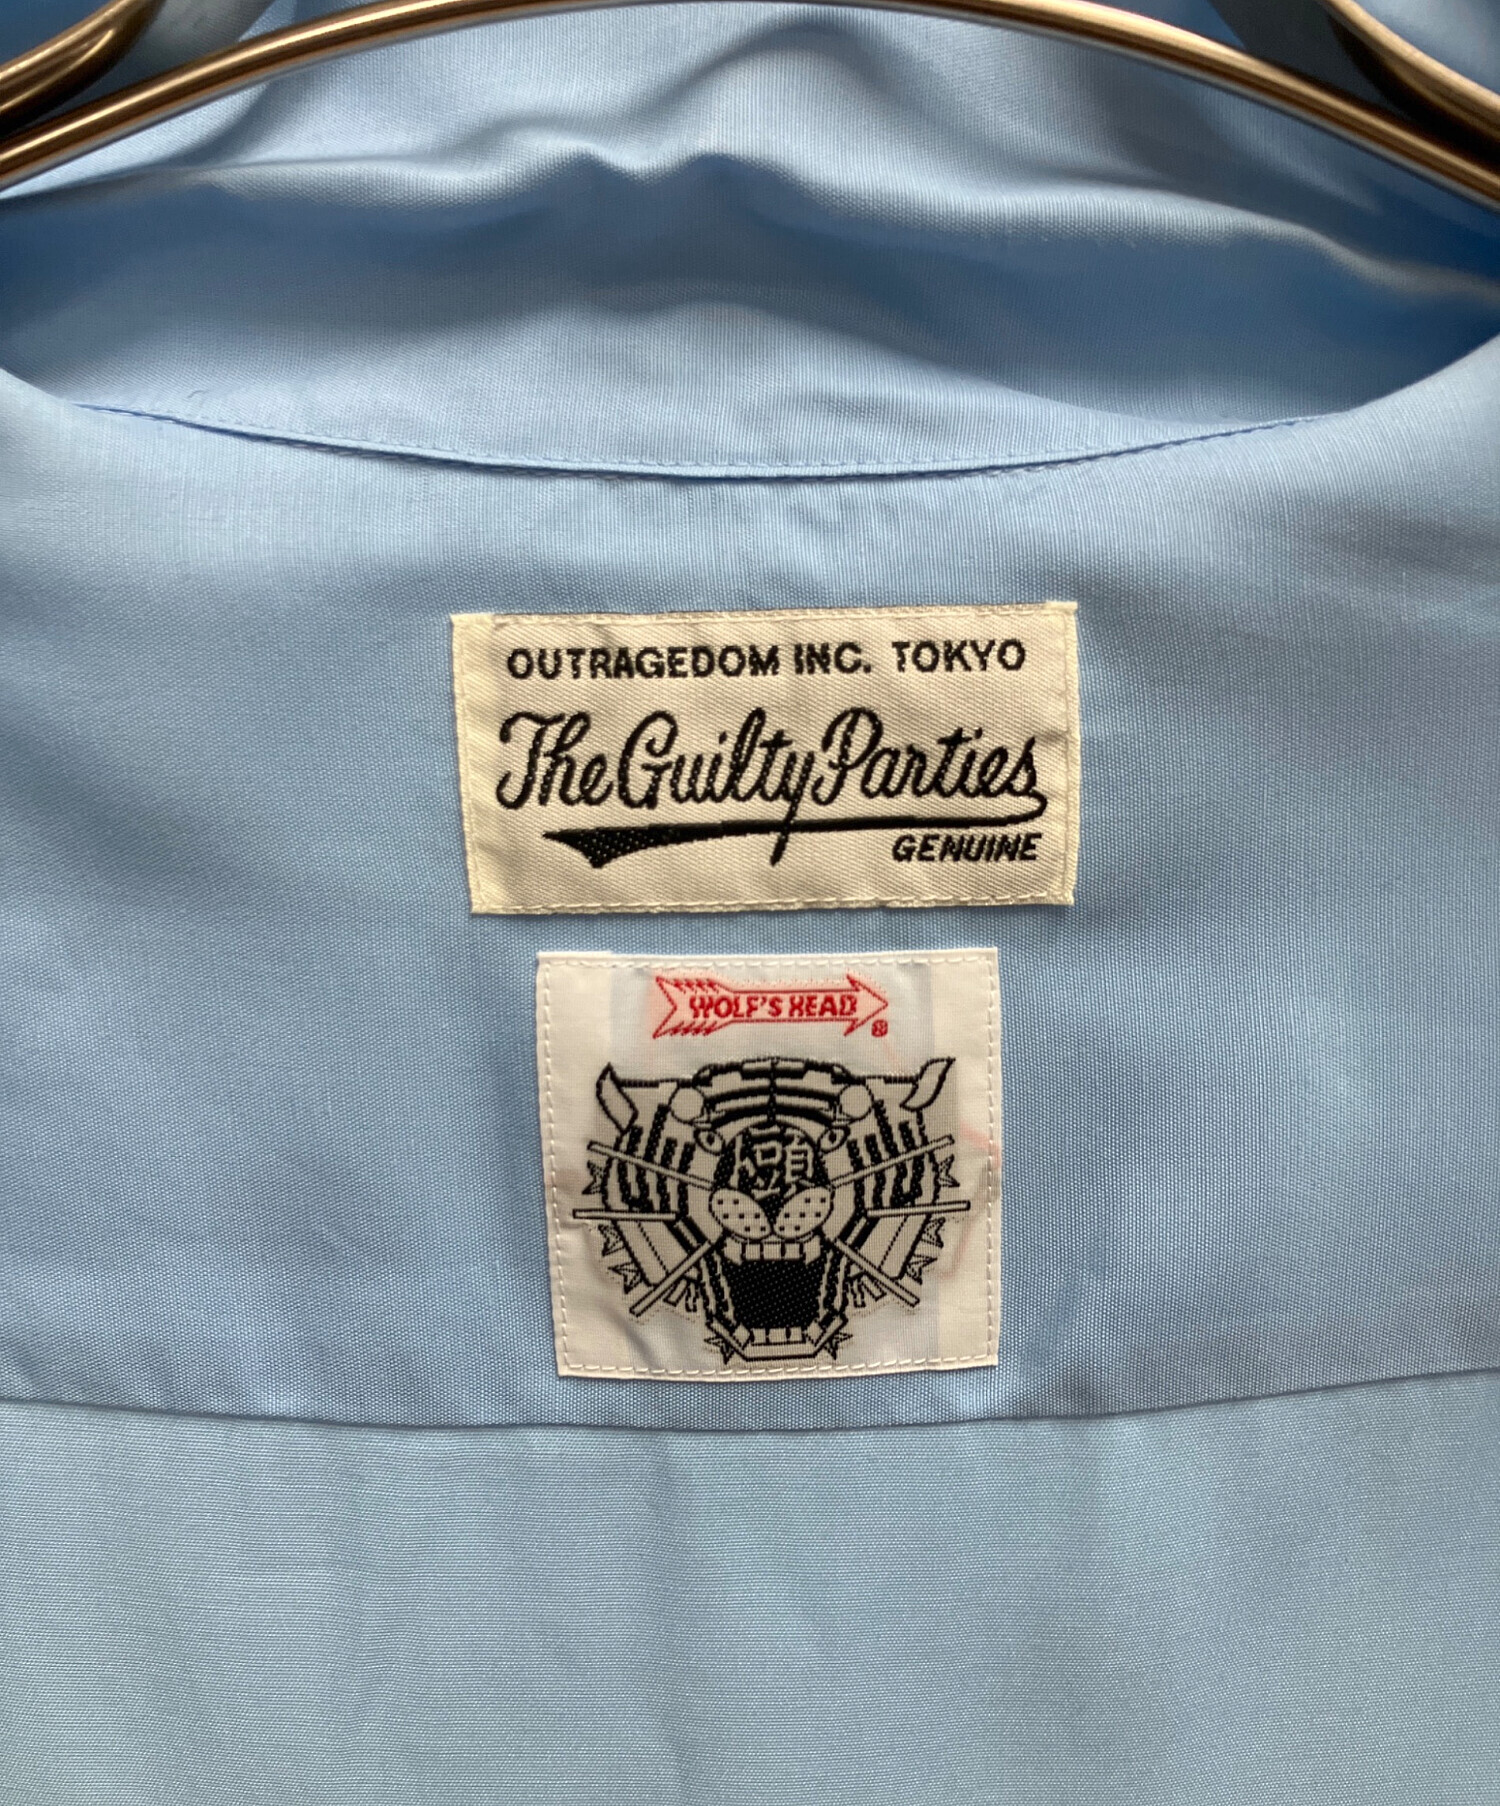 OUTRAGEDOM INC. TOKYO
The Guilty Parties
GENUINE
WOLF'S HEAD
®